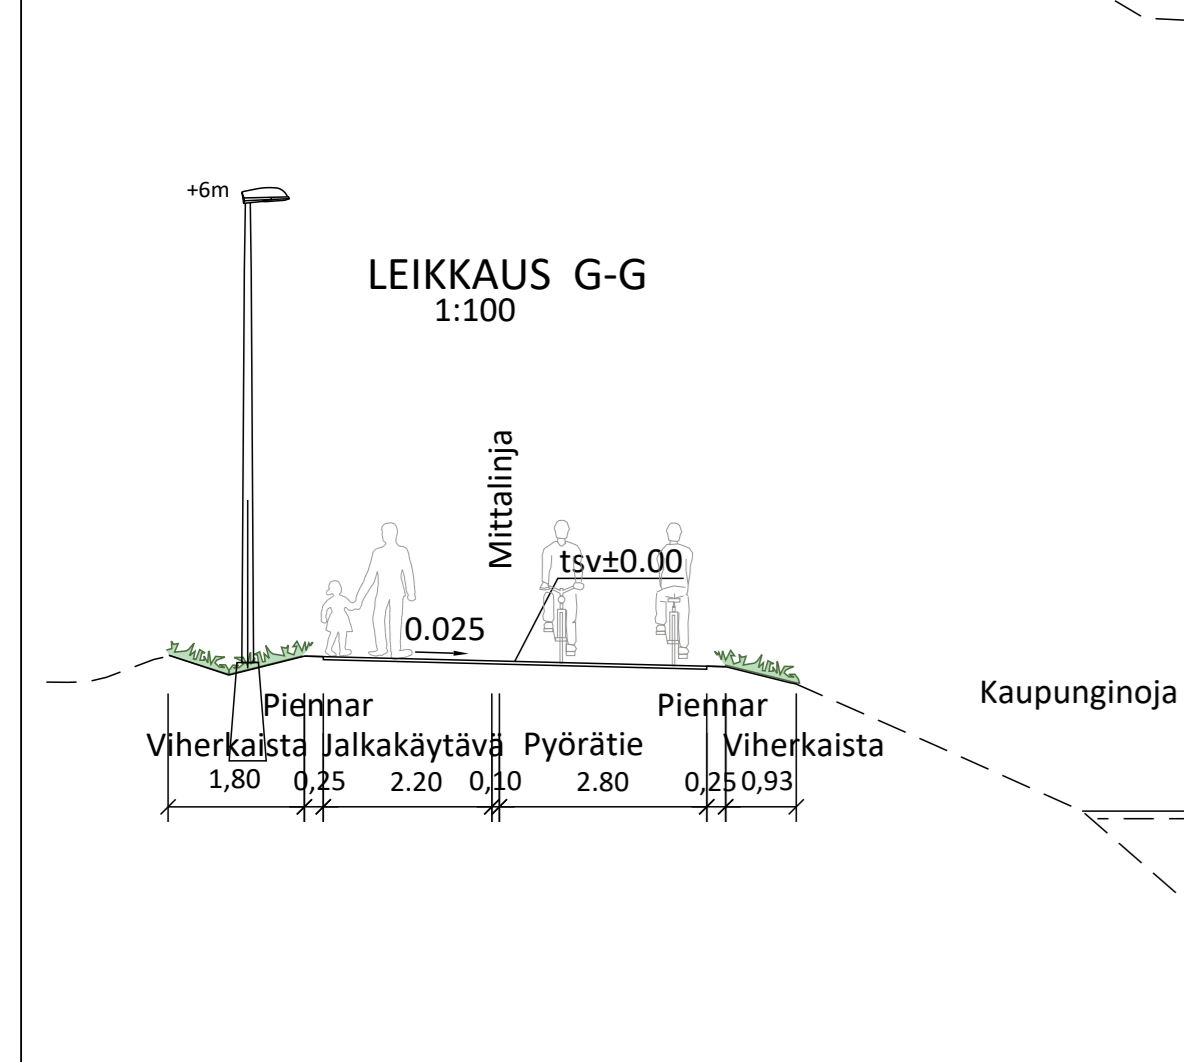 +6m
LEIKKAUS G-G
1:100
Mittalinja
tsv±0.00
0.025
Kaupunginoja
Piennar Piennar
Viherkaista Jalkakäytävä Pyörätie Viherkaista
1,80 0,25 2.20 0,10 2.80 0,25 0,93